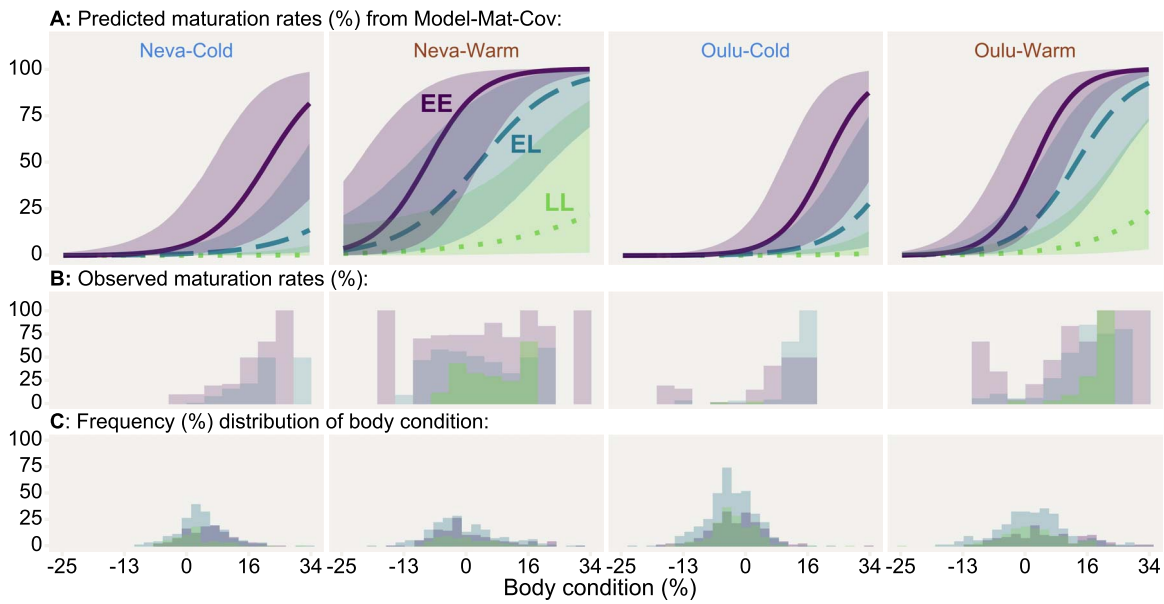 A: Predicted maturation rates (%) from Model-Mat-Cov:
Neva-Cold Neva-Warm Oulu-Cold Oulu-Warm
100
75
50
25
0
EE
EL
LL
B: Observed maturation rates (%):
100
75
50
25
0
C: Frequency (%) distribution of body condition:
100
75
50
25
0
-25 -13 0 16 34 -25 -13 0 16 34 -25 -13 0 16 34 -25 -13 0 16 34
Body condition (%)